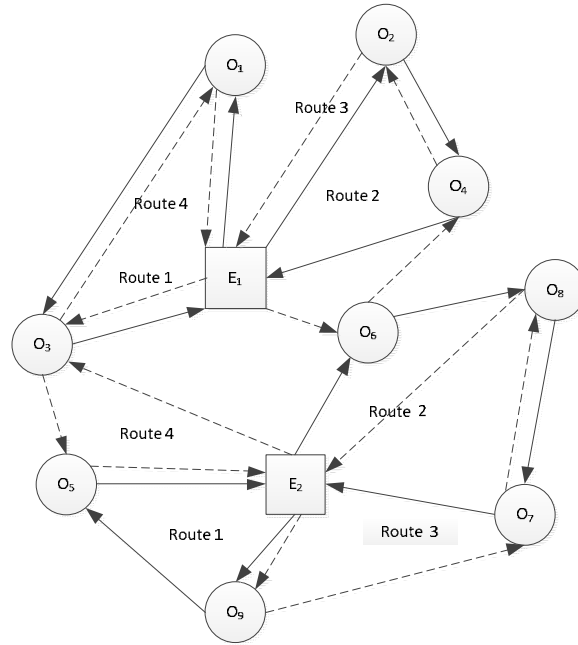 O2
O1
Route 3
O4
Route 4
Route 2
Route 1
E1
O8
O6
O3
Route 2
Route 4
O5
E2
O7
Route 1
Route 3
O9